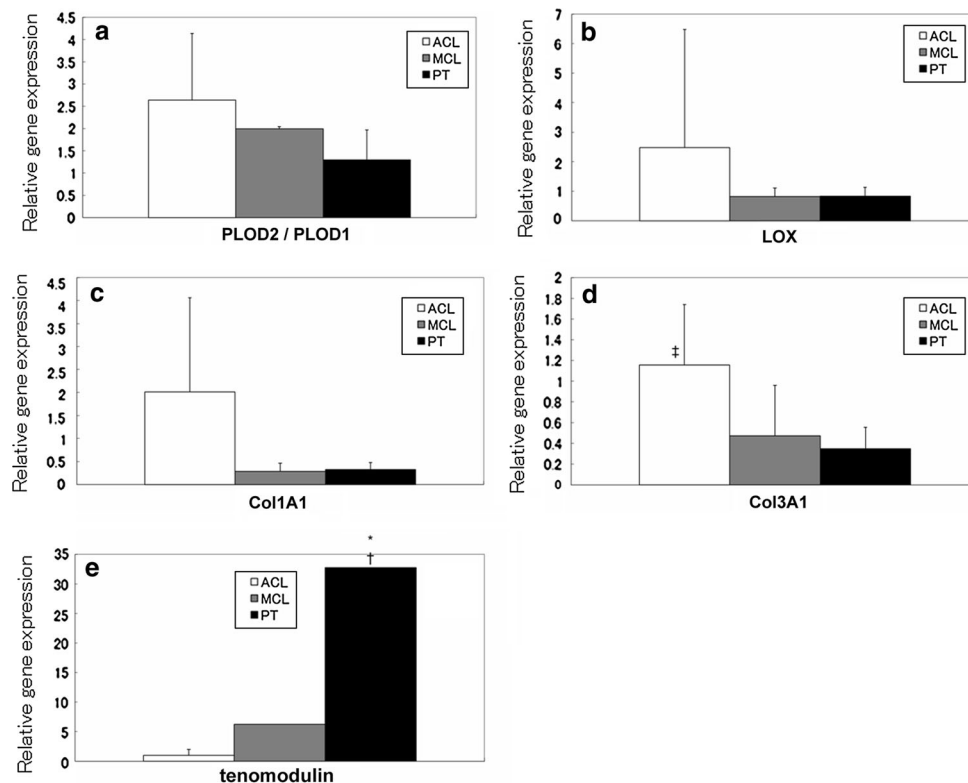 a
Relative gene expression
4.5
4
3.5
3
2.5
2
1.5
1
0.5
0
ACL
MCL
PT
PLOD2 / PLOD1
b
Relative gene expression
7
6
5
4
3
2
1
0
ACL
MCL
PT
LOX
c
Relative gene expression
4.5
4
3.5
3
2.5
2
1.5
1
0.5
0
ACL
MCL
PT
Col1A1
d
Relative gene expression
2
1.8
1.6
1.4
1.2
1
0.8
0.6
0.4
0.2
0
ACL
MCL
PT
‡
Col3A1
e
Relative gene expression
35
30
25
20
15
10
5
0
ACL
MCL
PT
*
†
tenomodulin